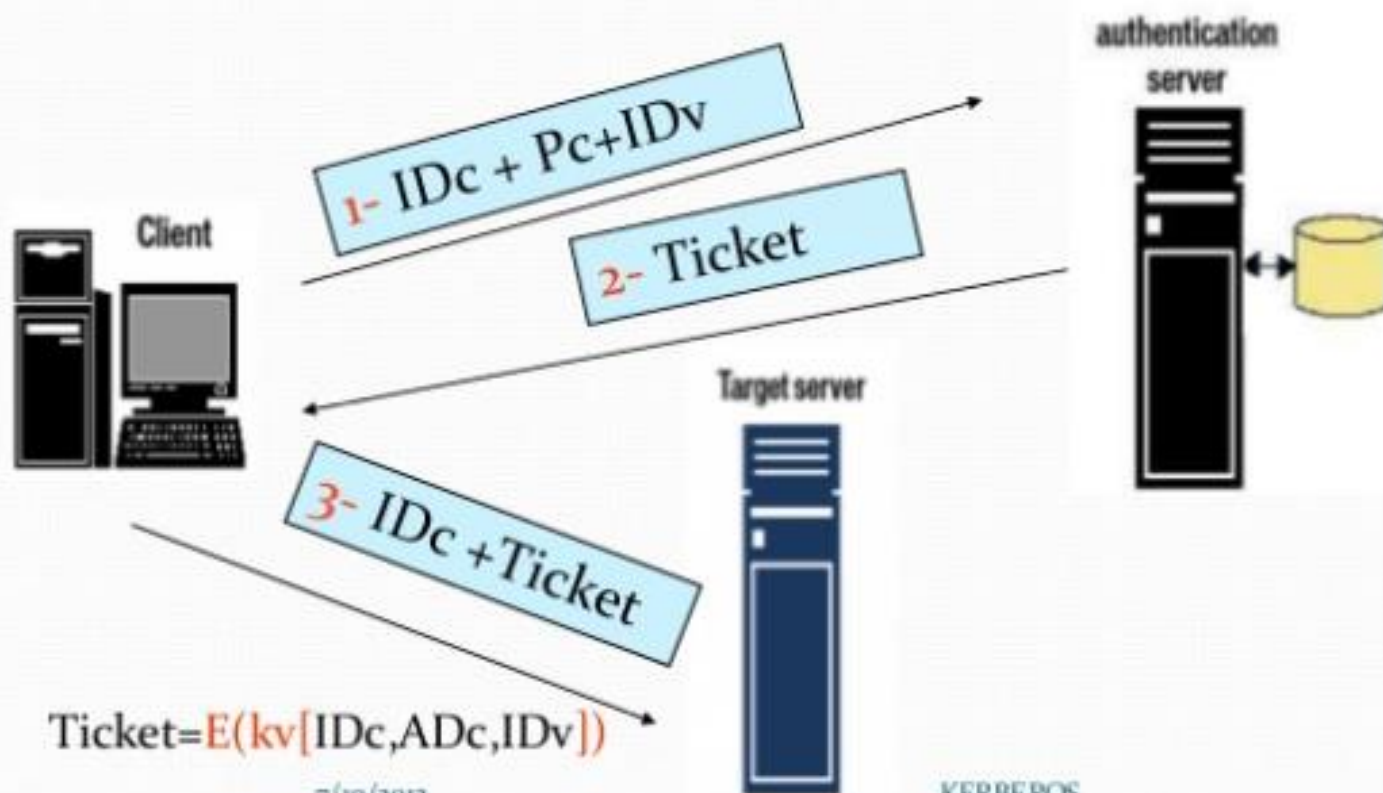 authentication
server
1- IDc + Pc+IDv
Client
2- Ticket
Target server
3- IDc +Ticket
Ticket=E(kv[IDc,ADc,IDv])
KERBEROS